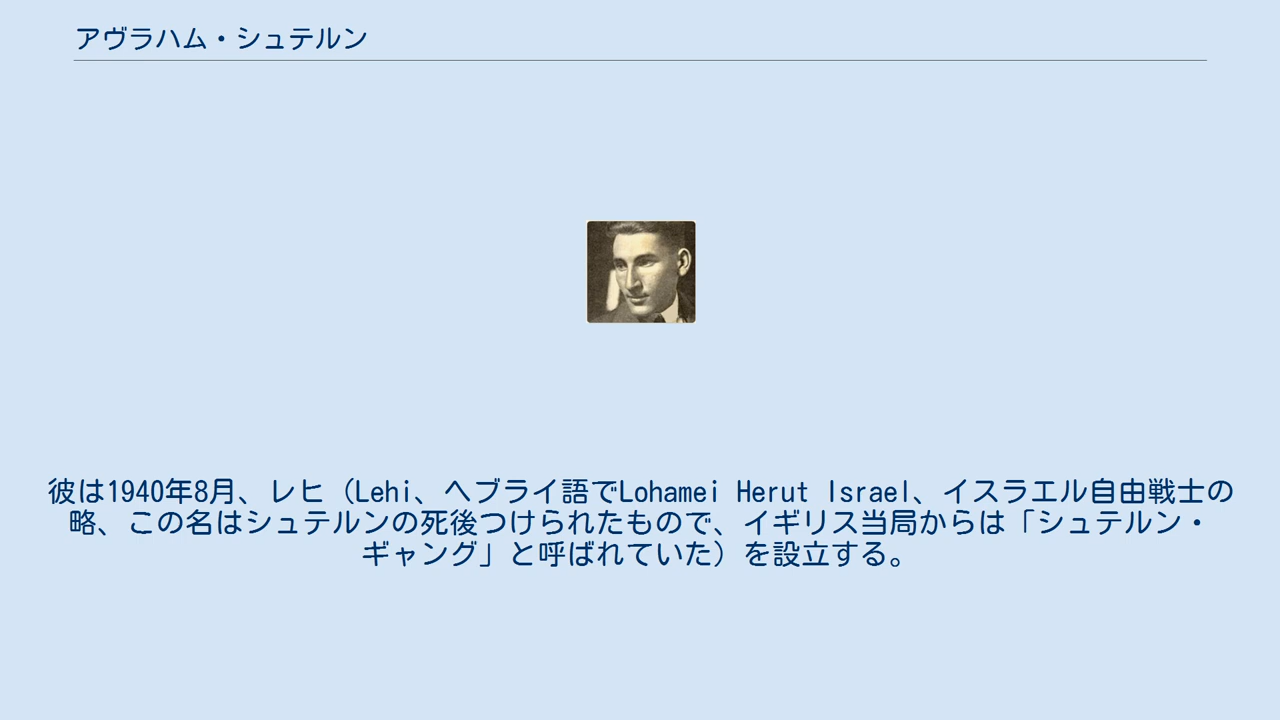 アヴラハム・シュテルン
彼は1940年8月、レヒ（Lehi、ヘブライ語でLohamei Herut Israel、イスラエル自由戦士の
略、この名はシュテルンの死後つけられたもので、イギリス当局からは「シュテルン・
ギャング」と呼ばれていた）を設立する。